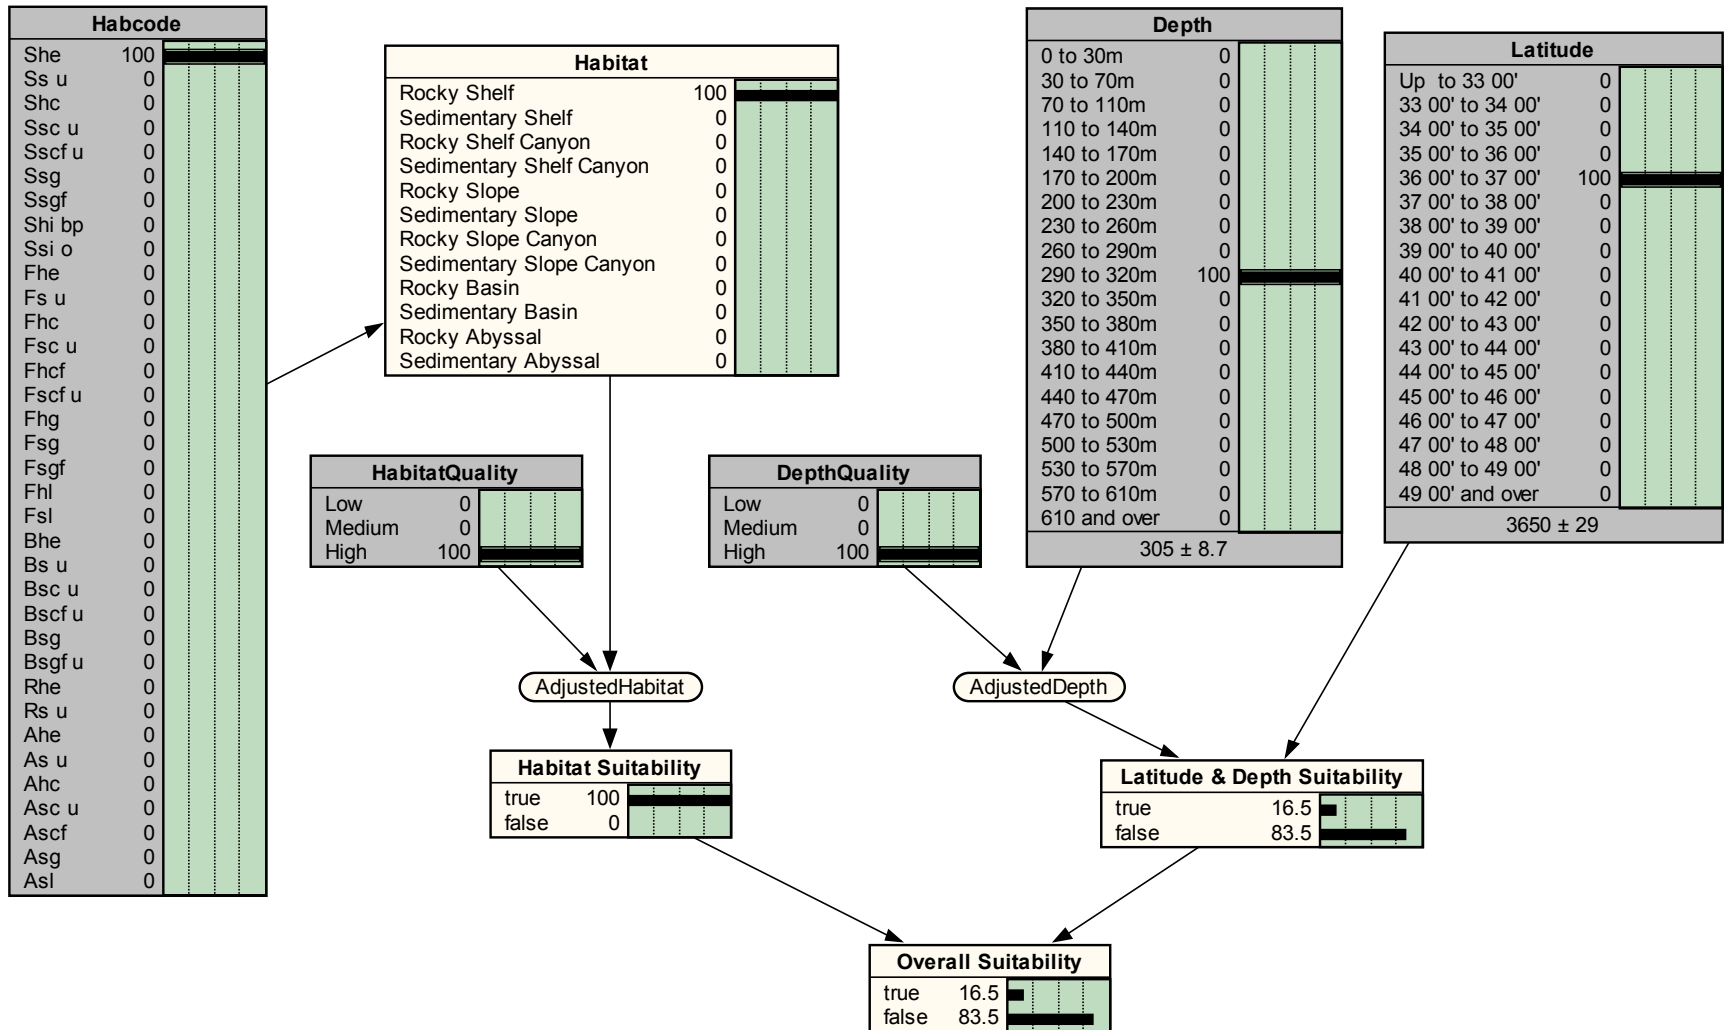 Habcode
She 100
Ss u 0
Shc 0
Ssc u 0
Sscf u 0
Ssg 0
Ssgf 0
Shi bp 0
Ssi o 0
Fhe 0
Fs u 0
Fhc 0
Fsc u 0
Fhcf 0
Fscf u 0
Fhg 0
Fsg 0
Fsgf 0
Fhl 0
Fsl 0
Bhe 0
Bs u 0
Bsc u 0
Bscf u 0
Bsg 0
Bsgf u 0
Rhe 0
Rs u 0
Ahe 0
As u 0
Ahc 0
Asc u 0
Ascf 0
Asg 0
Asl 0
Habitat
Rocky Shelf 100
Sedimentary Shelf 0
Rocky Shelf Canyon 0
Sedimentary Shelf Canyon 0
Rocky Slope 0
Sedimentary Slope 0
Rocky Slope Canyon 0
Sedimentary Slope Canyon 0
Rocky Basin 0
Sedimentary Basin 0
Rocky Abyssal 0
Sedimentary Abyssal 0
Depth
0 to 30m 0
30 to 70m 0
70 to 110m 0
110 to 140m 0
140 to 170m 0
170 to 200m 0
200 to 230m 0
230 to 260m 0
260 to 290m 0
290 to 320m 100
320 to 350m 0
350 to 380m 0
380 to 410m 0
410 to 440m 0
440 to 470m 0
470 to 500m 0
500 to 530m 0
530 to 570m 0
570 to 610m 0
610 and over 0
305 ± 8.7
Latitude
Up to 33 00' 0
33 00' to 34 00' 0
34 00' to 35 00' 0
35 00' to 36 00' 0
36 00' to 37 00' 100
37 00' to 38 00' 0
38 00' to 39 00' 0
39 00' to 40 00' 0
40 00' to 41 00' 0
41 00' to 42 00' 0
42 00' to 43 00' 0
43 00' to 44 00' 0
44 00' to 45 00' 0
45 00' to 46 00' 0
46 00' to 47 00' 0
47 00' to 48 00' 0
48 00' to 49 00' 0
49 00' and over 0
3650 ± 29
HabitatQuality
Low 0
Medium 0
High 100
DepthQuality
Low 0
Medium 0
High 100
AdjustedHabitat
AdjustedDepth
Habitat Suitability
true 100
false 0
Latitude & Depth Suitability
true 16.5
false 83.5
Overall Suitability
true 16.5
false 83.5